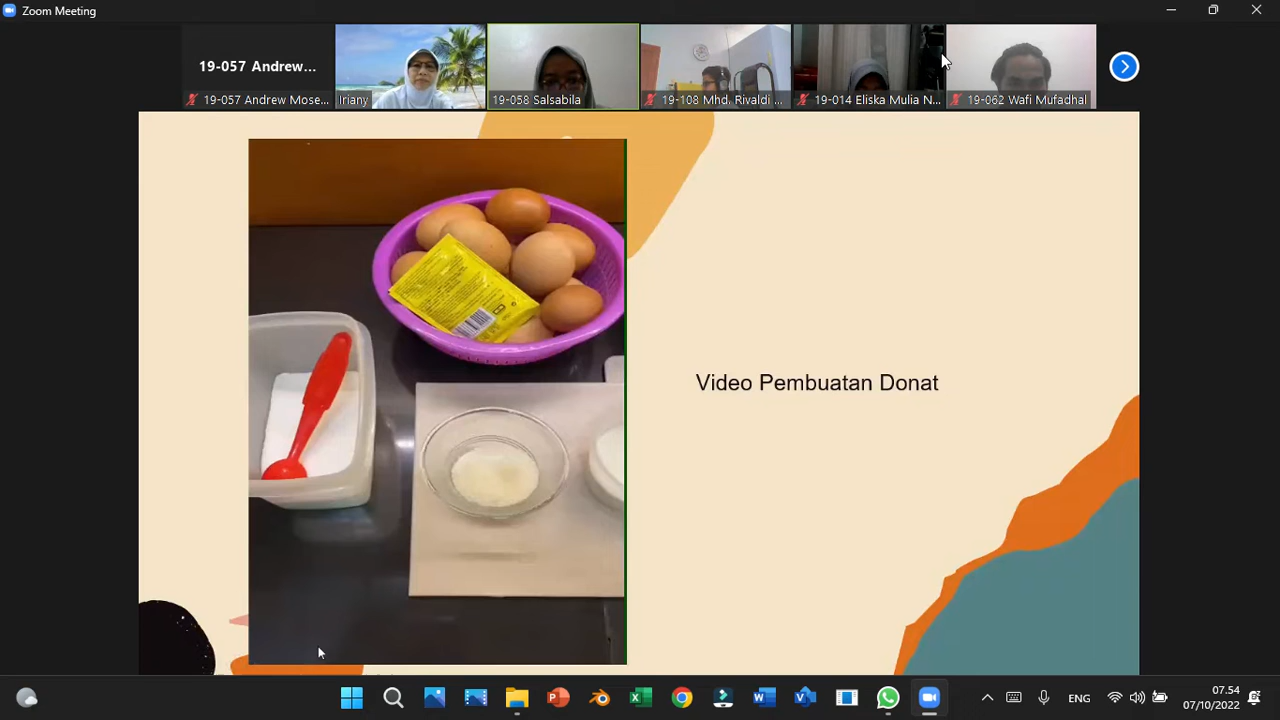 Zoom Meeting
19-057 Andrew...
19-057 Andrew Mose...
Iriany
19-058 Salsabila
19-108 Mhd. Rivaldi ...
19-014 Eliska Mulia N...
19-062 Wafi Mufadhal
Video Pembuatan Donat
ENG
07.54
07/10/2022